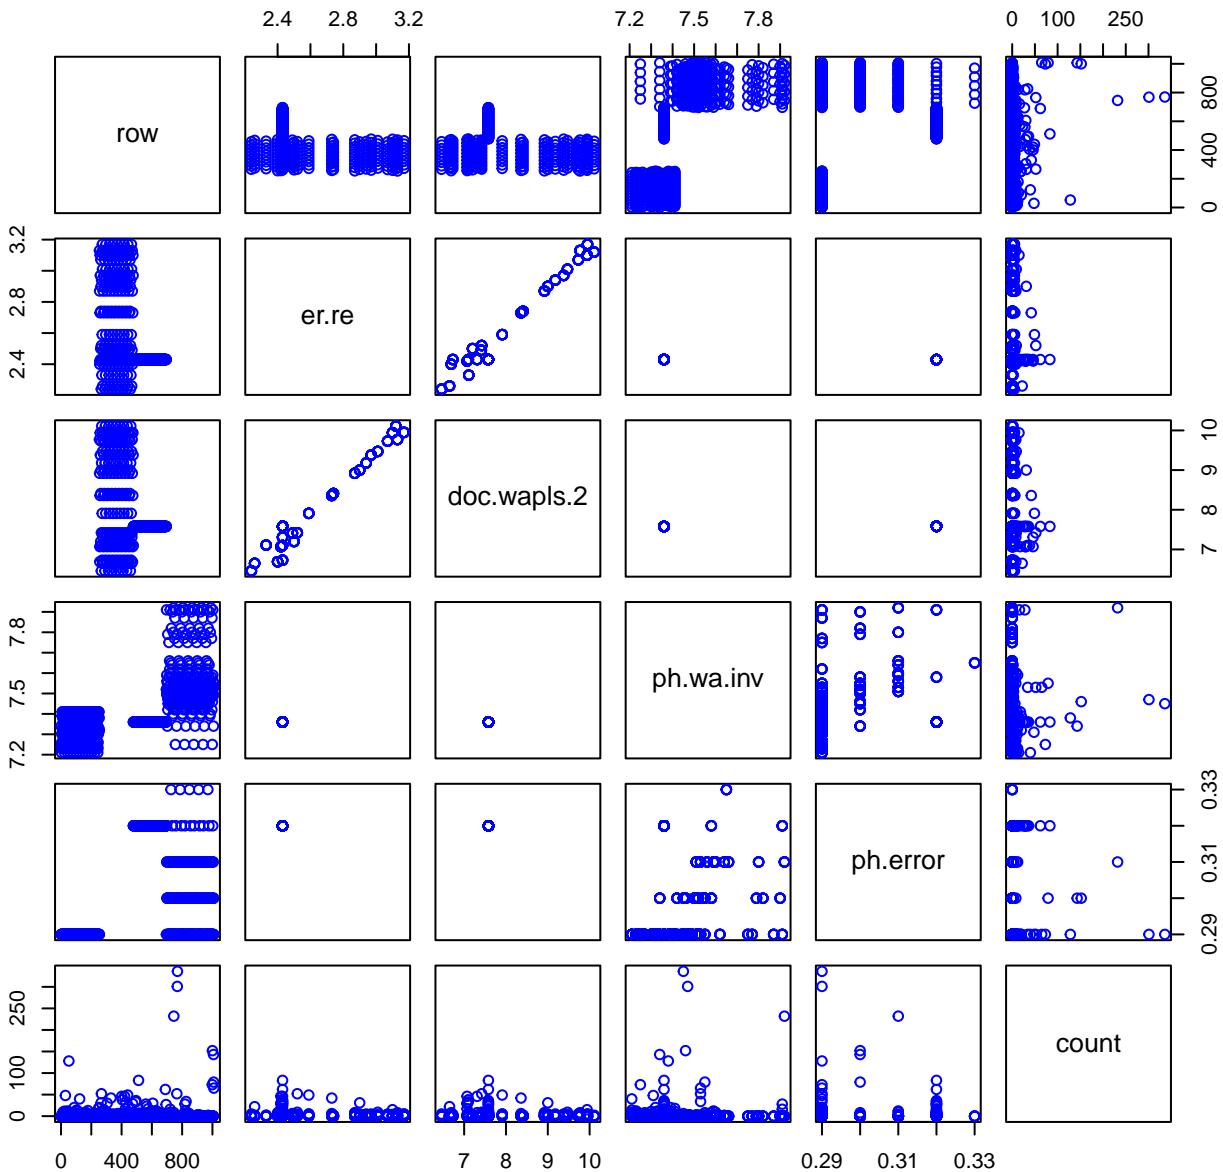 2.4 2.8 3.2 7.2 7.5 7.8 0 100 250
row 0 400 800
2.4 2.8 3.2 er.re
doc.wapls.2 7 8 9 10
7.2 7.5 7.8 ph.wa.inv
ph.error 0.29 0.31 0.33
0 100 250 count
0 400 800 7 8 9 10 0.29 0.31 0.33